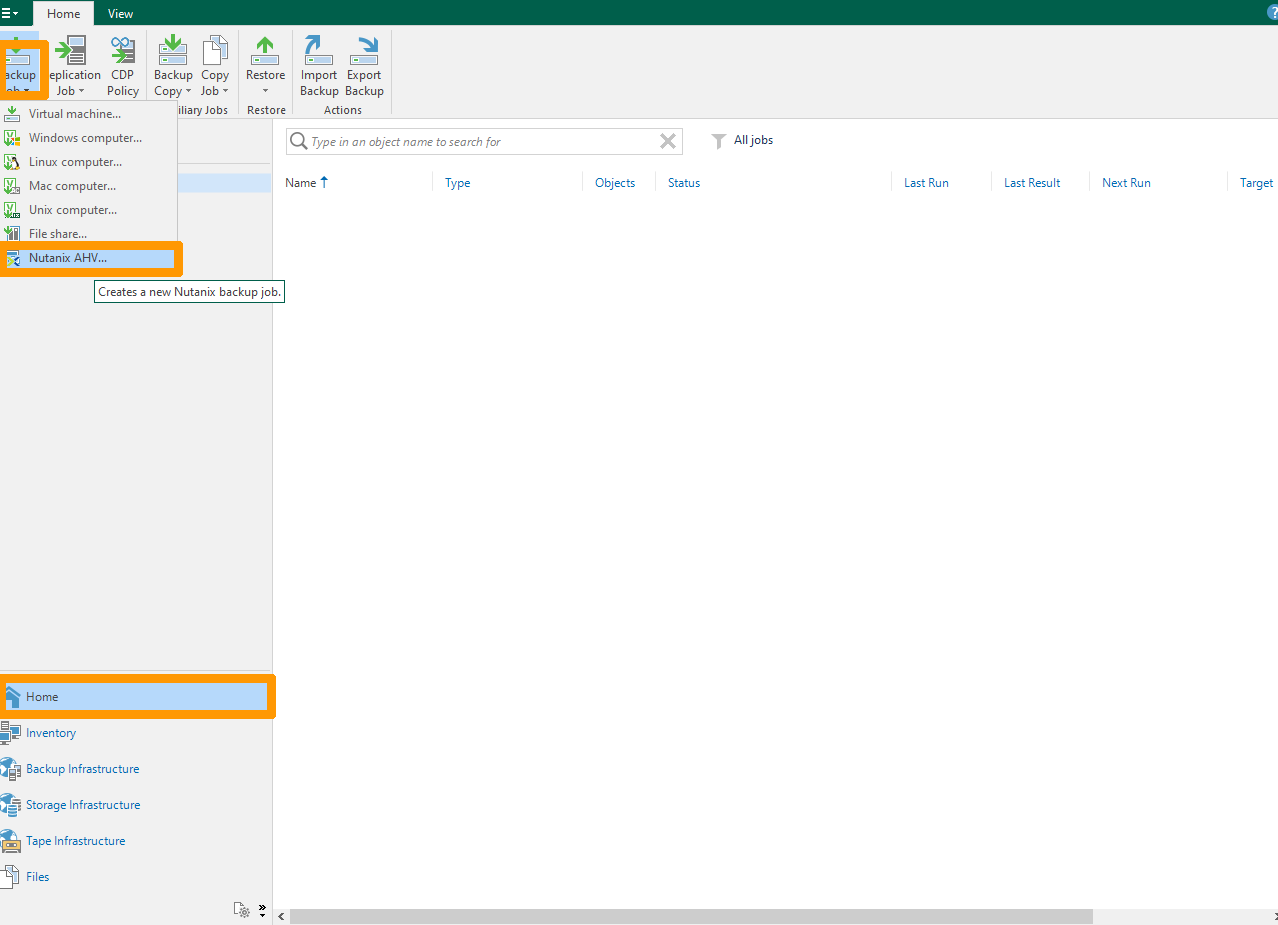 Home View
?
ackup
eplication
Job
CDP
Policy
Backup
Copy
Copy
Job
Restore
Import
Backup
Export
Backup
iliary Jobs
Restore
Actions
Virtual machine...
Windows computer...
Linux computer...
Mac computer...
Unix computer...
File share...
Nutanix AHV...
Creates a new Nutanix backup job.
Type in an object name to search for
All jobs
Name Type Objects Status Last Run Last Result Next Run Target
Home
Inventory
Backup Infrastructure
Storage Infrastructure
Tape Infrastructure
Files